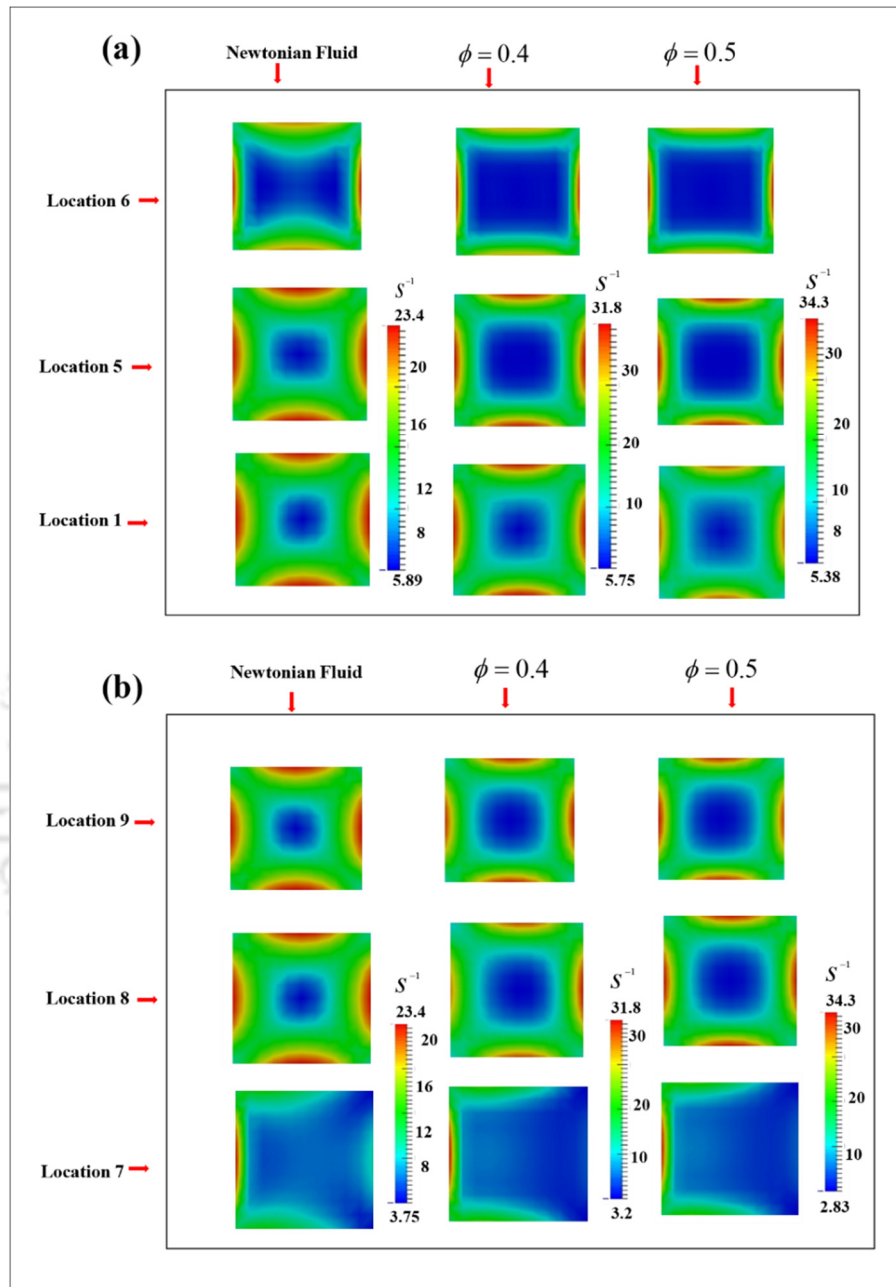 (a)
Newtonian Fluid
ϕ = 0.4
ϕ = 0.5
Location 6
S⁻¹
23.4
20
16
12
8
5.89
S⁻¹
31.8
30
20
10
5.75
S⁻¹
34.3
30
20
10
8
5.38
Location 5
Location 1
(b)
Newtonian Fluid
ϕ = 0.4
ϕ = 0.5
Location 9
Location 8
S⁻¹
23.4
20
16
12
8
3.75
S⁻¹
31.8
30
20
10
3.2
S⁻¹
34.3
30
20
10
2.83
Location 7